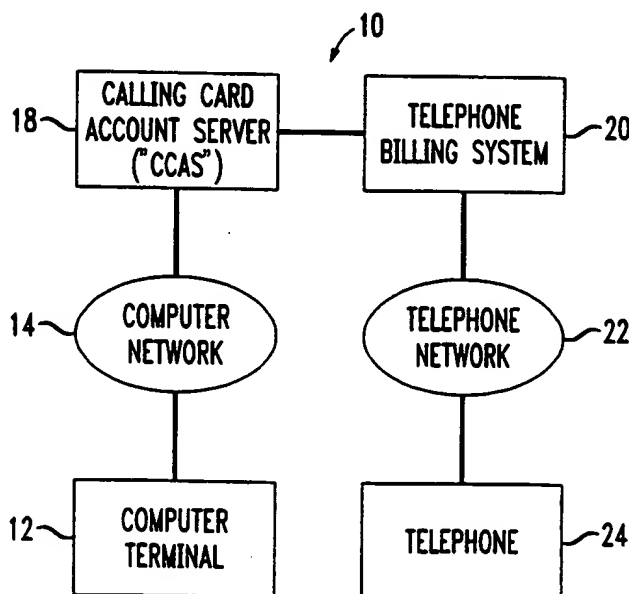 10
18
CALLING CARD
ACCOUNT SERVER
("CCAS")
TELEPHONE
BILLING SYSTEM
20
14
COMPUTER
NETWORK
TELEPHONE
NETWORK
22
12
COMPUTER
TERMINAL
TELEPHONE
24